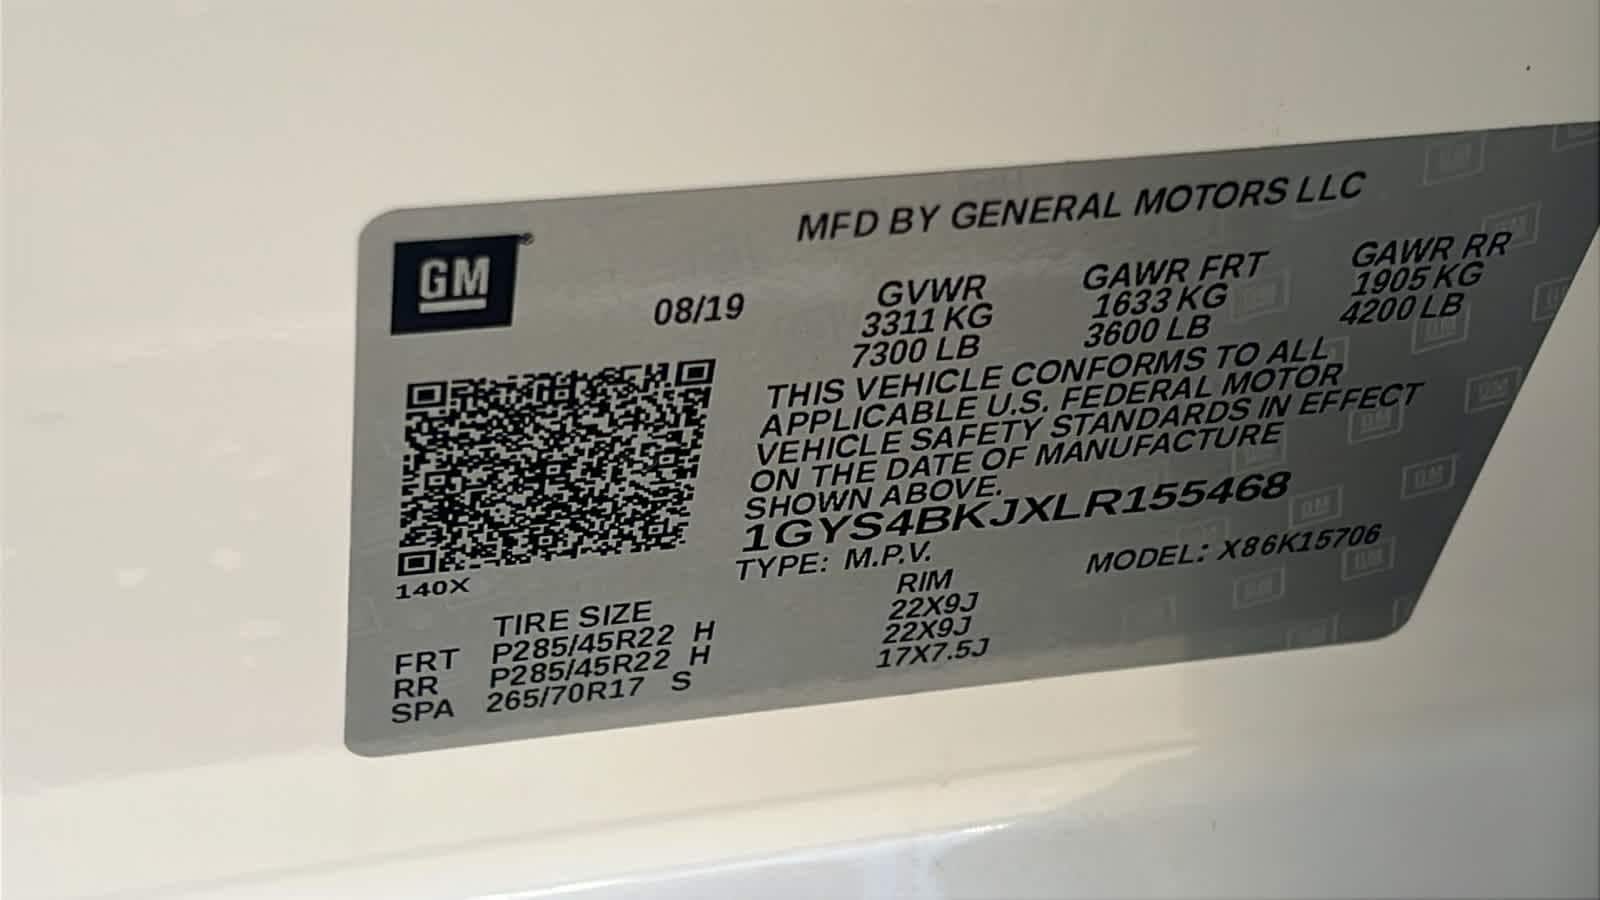 MFD BY GENERAL MOTORS LLC
GM®
08/19
GVWR GAWR FRT GAWR RR
3311 KG 1633 KG 1905 KG
7300 LB 3600 LB 4200 LB
THIS VEHICLE CONFORMS TO ALL
APPLICABLE U.S. FEDERAL MOTOR
VEHICLE SAFETY STANDARDS IN EFFECT
ON THE DATE OF MANUFACTURE
SHOWN ABOVE.
1GYS4BKJXLR155468
TYPE: M.P.V. MODEL: X86K15706
140X
TIRE SIZE RIM
FRT P285/45R22 H 22X9J
RR P285/45R22 H 22X9J
SPA 265/70R17 S 17X7.5J